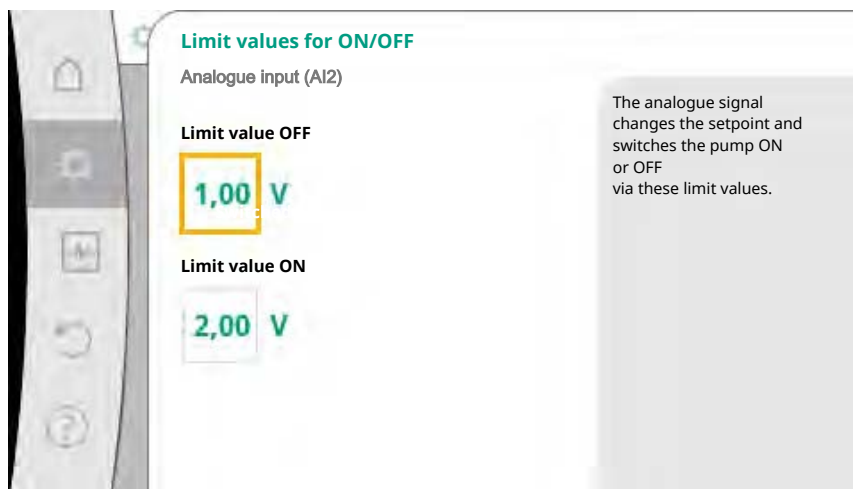 Limit values for ON/OFF
Analogue input (AI2)
Limit value OFF
1,00 V
Limit value ON
2,00 V
The analogue signal
changes the setpoint and
switches the pump ON
or OFF
via these limit values.